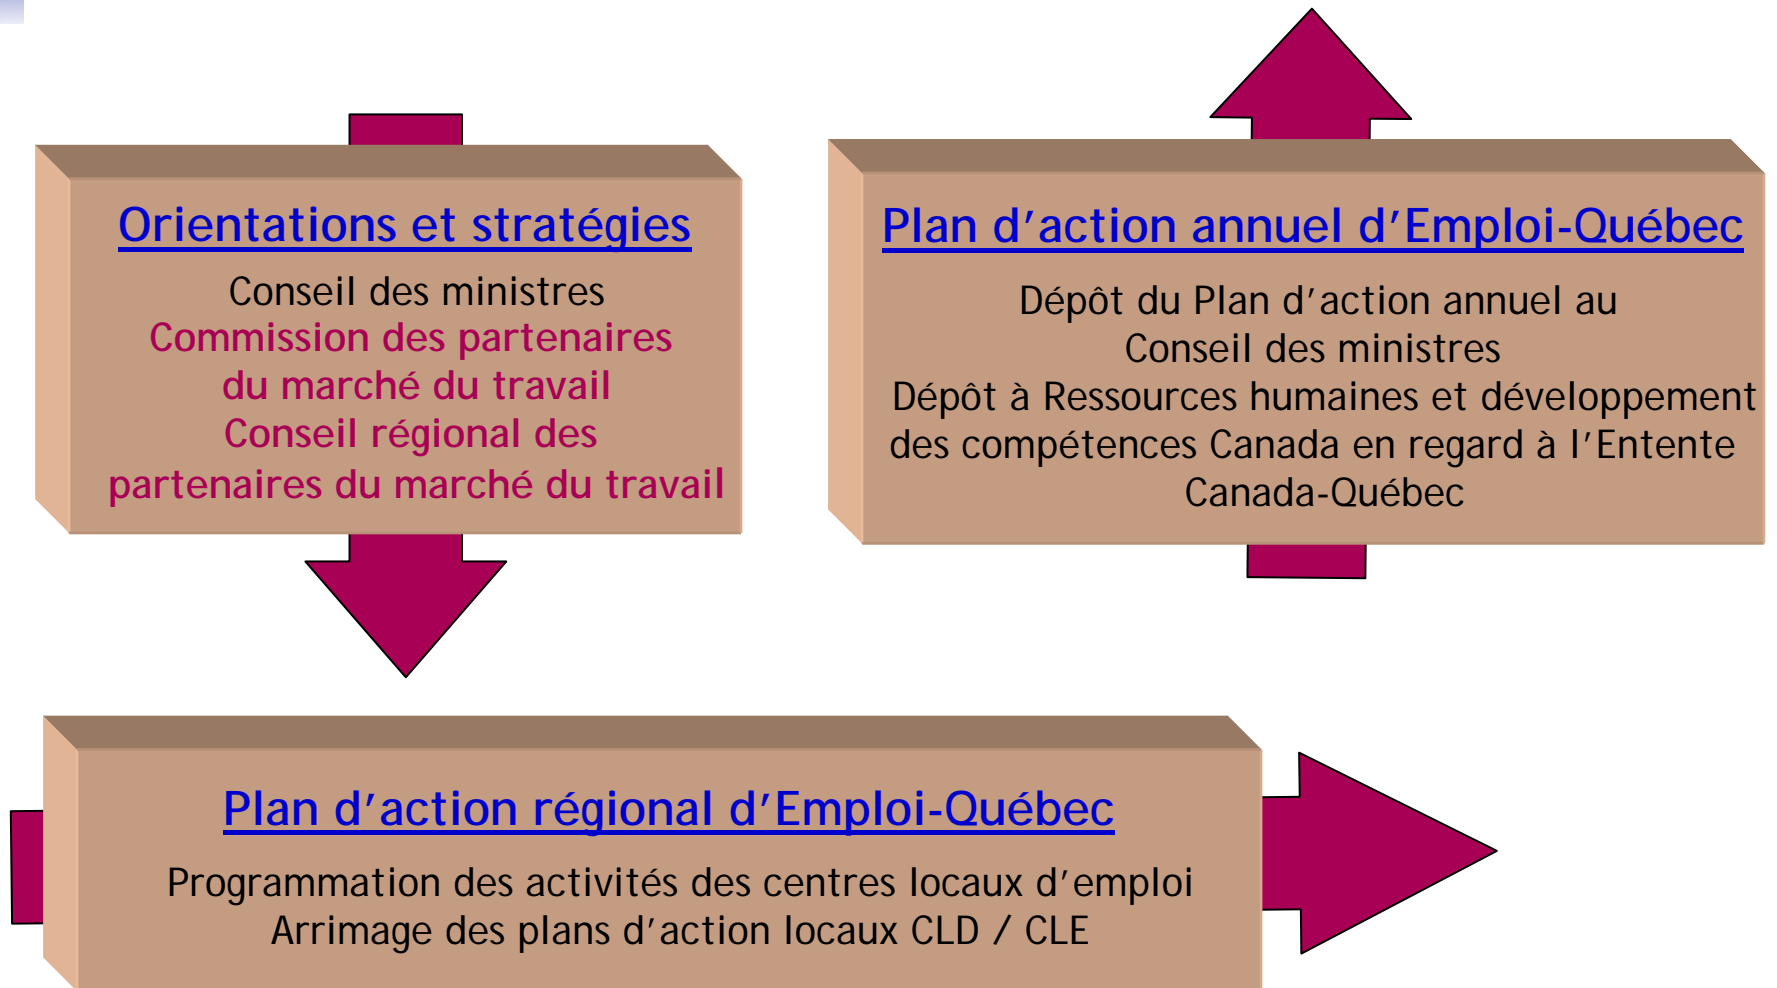 Orientations et stratégies
Conseil des ministres
Commission des partenaires
du marché du travail
Conseil régional des
partenaires du marché du travail
Plan d’action annuel d’Emploi-Québec
Dépôt du Plan d’action annuel au
Conseil des ministres
Dépôt à Ressources humaines et développement
des compétences Canada en regard à l’Entente
Canada-Québec
Plan d’action régional d’Emploi-Québec
Programmation des activités des centres locaux d’emploi
Arrimage des plans d’action locaux CLD / CLE